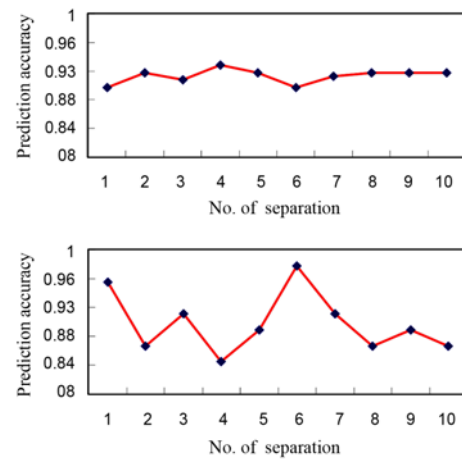 1
0.96
0.93
0.88
0.84
08
Prediction accuracy
1 2 3 4 5 6 7 8 9 10
No. of separation
1
0.96
0.93
0.88
0.84
08
Prediction accuracy
1 2 3 4 5 6 7 8 9 10
No. of separation